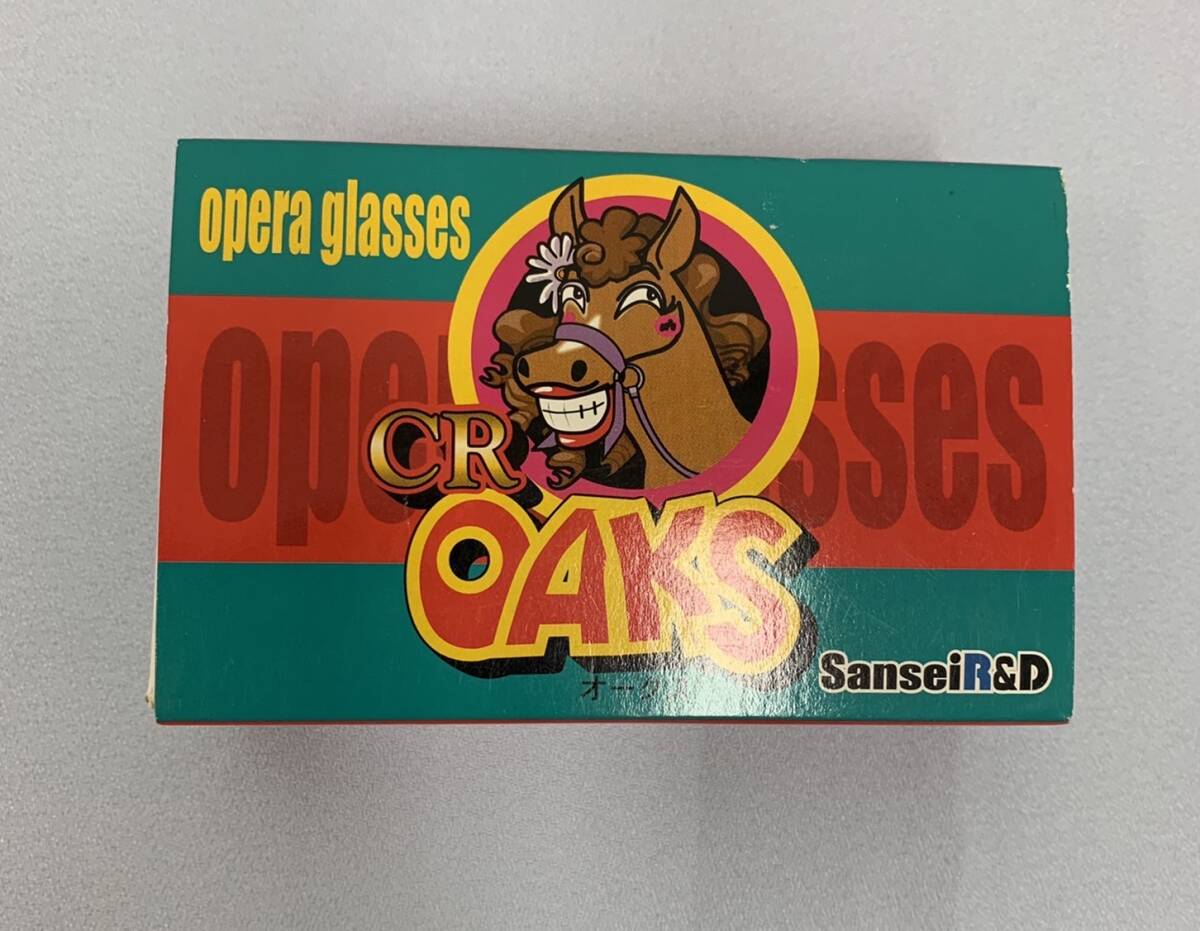 opera glasses
opera glasses
CR
OAKS
オークス
SanseiR&D